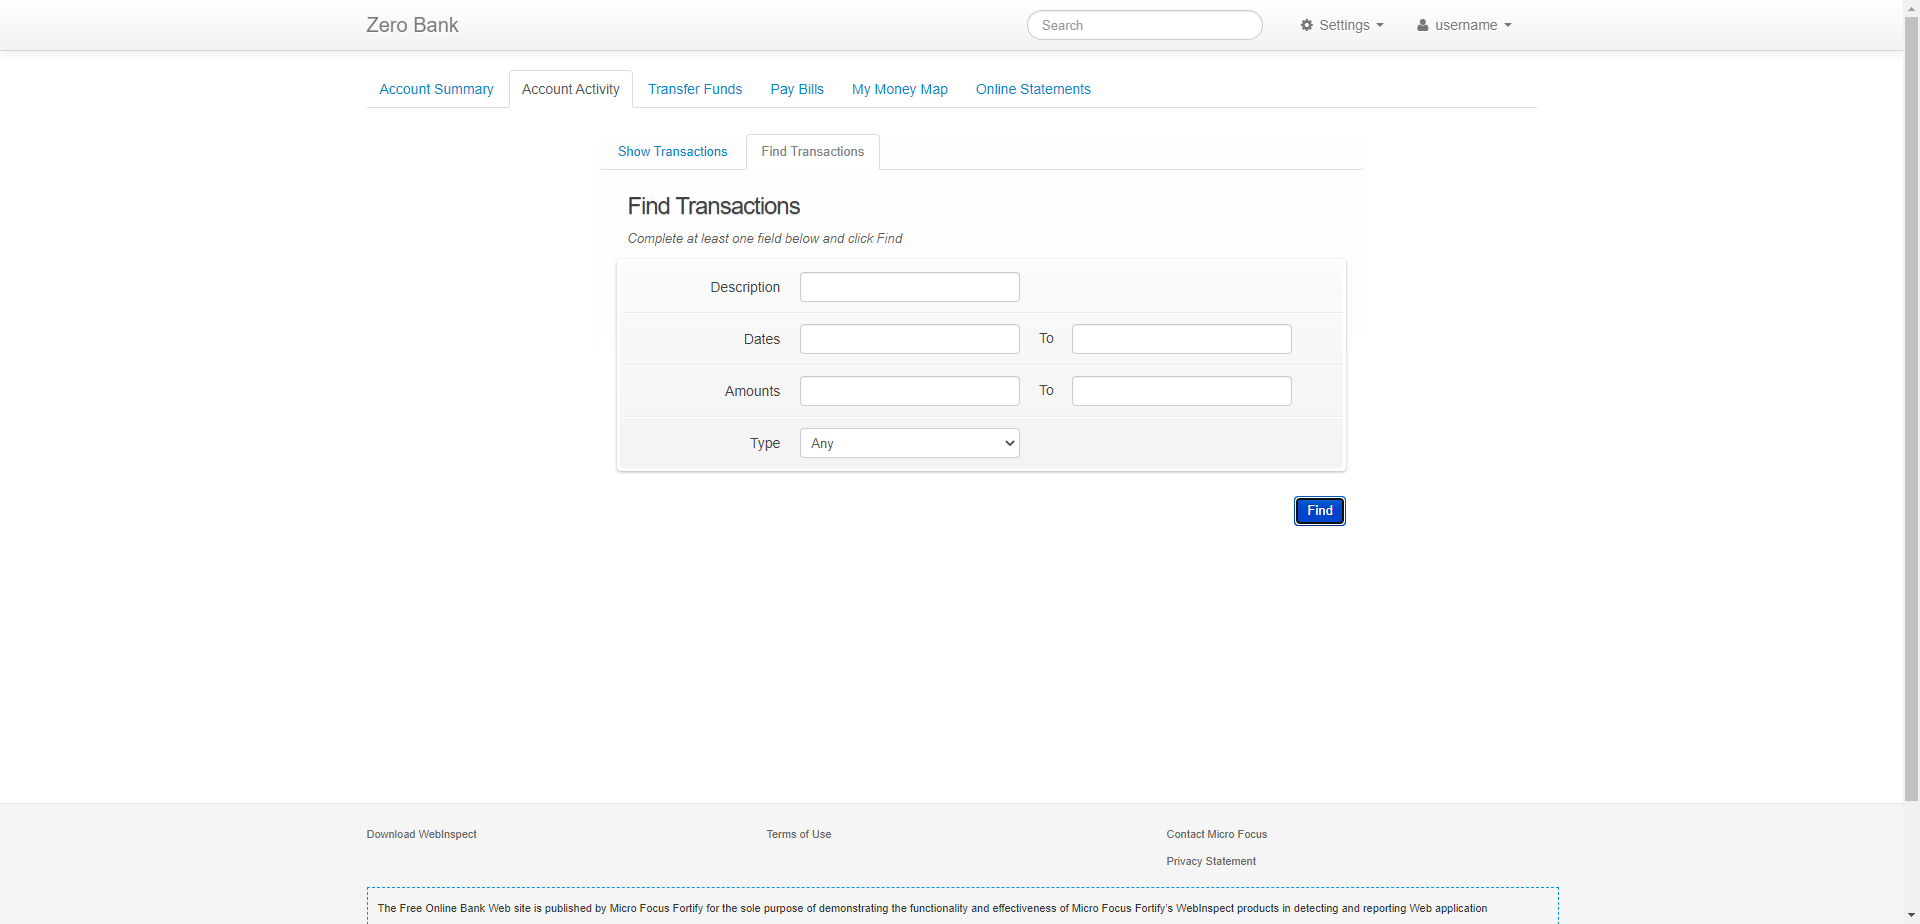 Zero Bank
Search
Settings
username
Account Summary
Account Activity
Transfer Funds
Pay Bills
My Money Map
Online Statements
Show Transactions
Find Transactions
Find Transactions
Complete at least one field below and click Find
Description
Dates
To
Amounts
To
Type
Any
Find
Download WebInspect
Terms of Use
Contact Micro Focus
Privacy Statement
The Free Online Bank Web site is published by Micro Focus Fortify for the sole purpose of demonstrating the functionality and effectiveness of Micro Focus Fortify's WebInspect products in detecting and reporting Web application